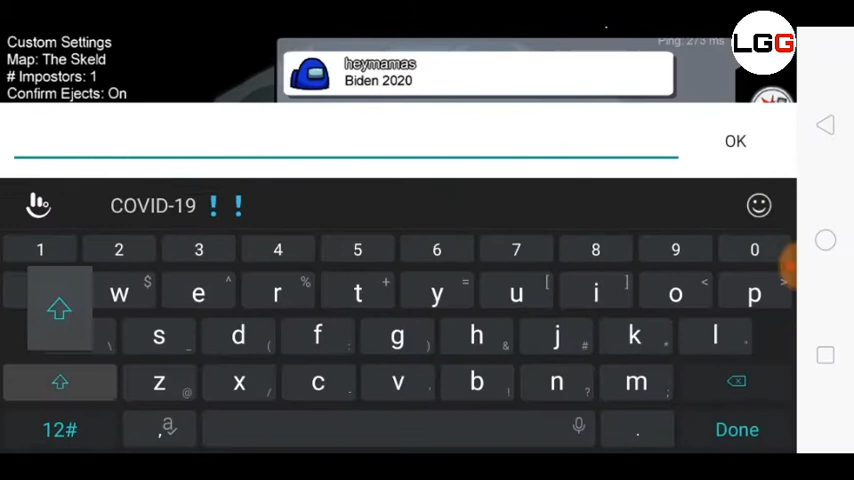 Custom Settings
Map: The Skeld
# Impostors: 1
Confirm Ejects: On
Ping: 273 ms
LGG
heymamas
Biden 2020
OK
COVID-19 ❗ ❗
1 2 3 4 5 6 7 8 9 0
w $ e ^ r % t + y = u [ i ] o < p >
\ s _ d ( f : g ) h & j # k * l "
z @ x / c - v ' b ! n ? m ;
12# , a . Done